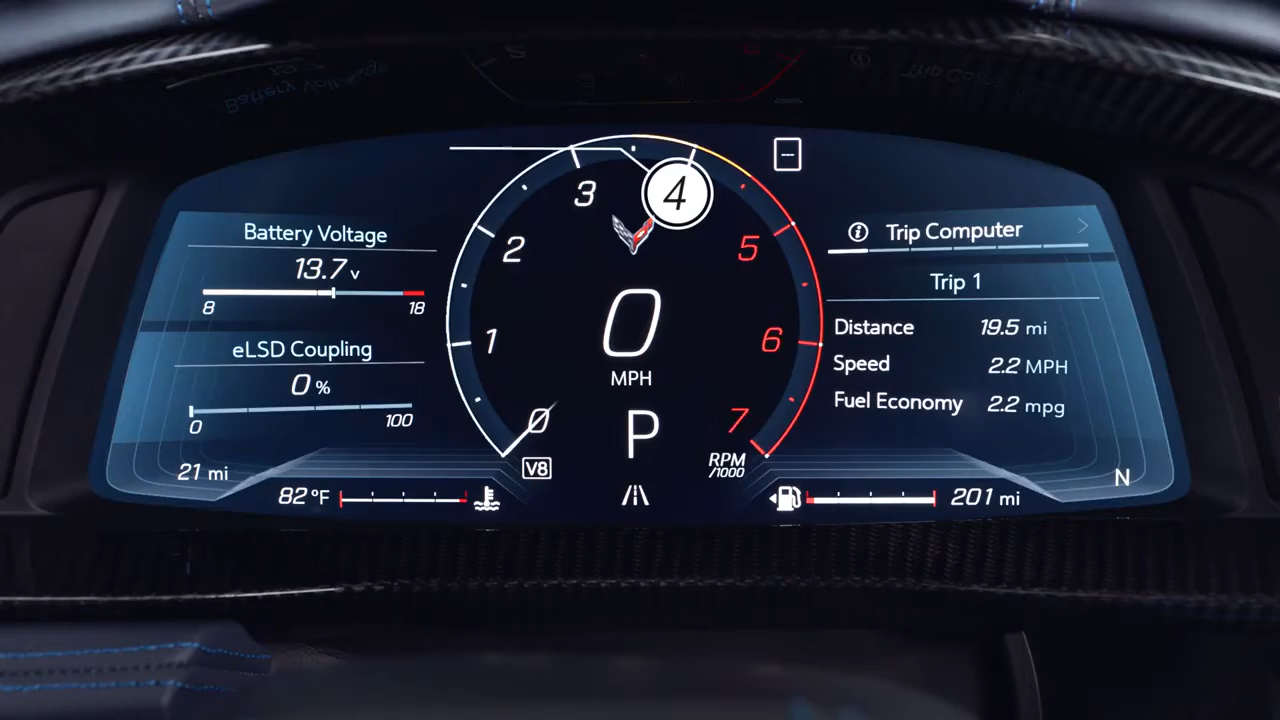 Battery Voltage
13.7 v
8 18
eLSD Coupling
0 %
0 100
21 mi
82 °F
0
1
2
3
4
5
6
7
0
MPH
P
V8
RPM
/1000
Trip Computer
Trip 1
Distance 19.5 mi
Speed 2.2 MPH
Fuel Economy 2.2 mpg
201 mi
N